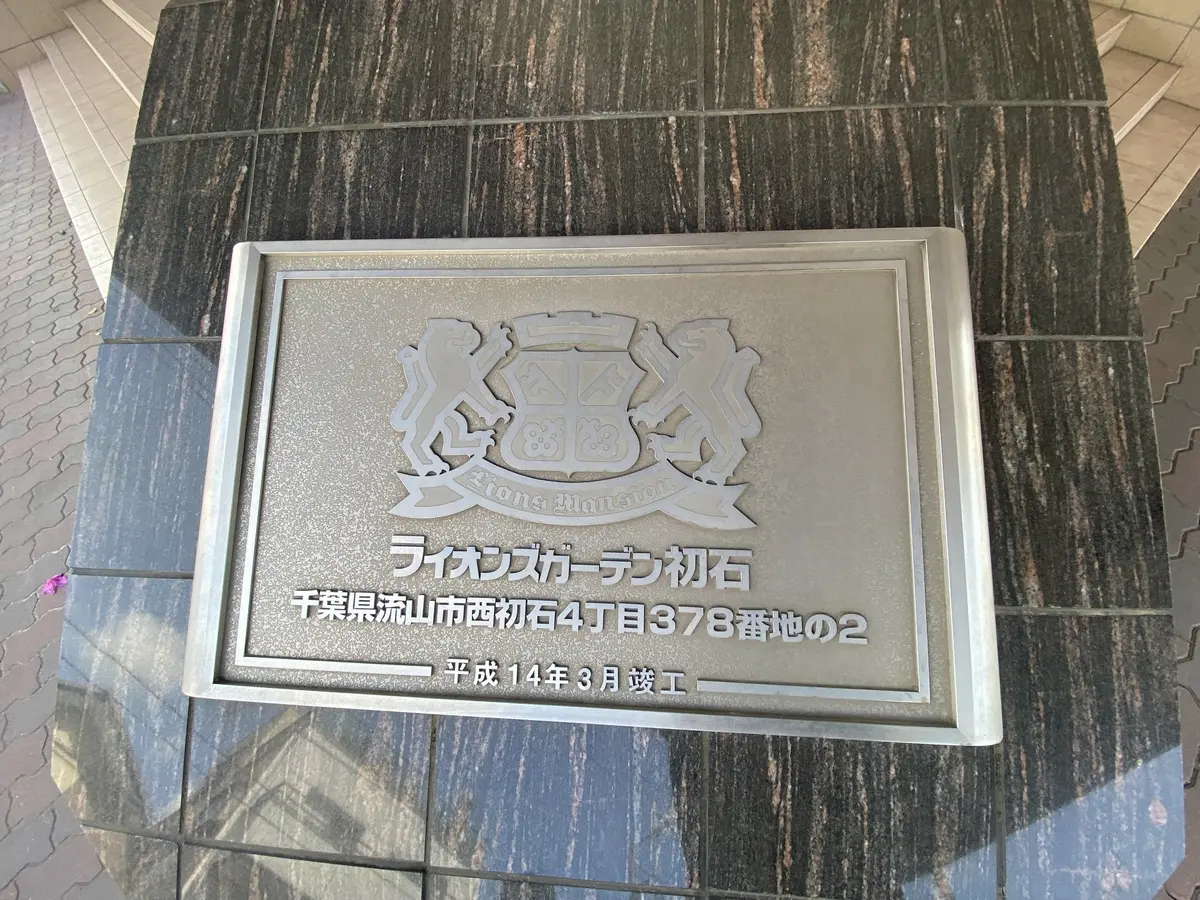 Lions Mansion
ライオンズガーデン初石
千葉県流山市西初石4丁目378番地の2
平成14年3月竣工